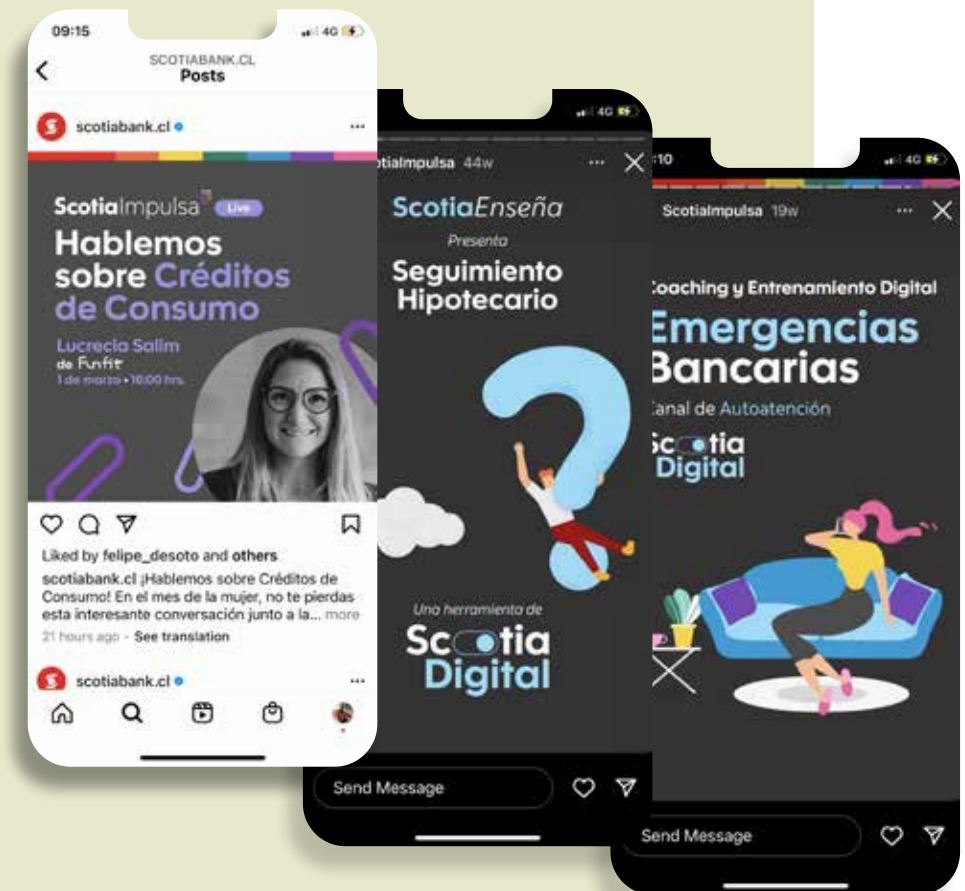 09:15
4G
SCOTIABANK.CL
Posts
scotiabank.cl
ScotiaImpulsa Live
Hablemos
sobre Créditos
de Consumo
Lucrecia Salim
de Funfit
1 de marzo • 16:00 hrs.
Liked by felipe_desoto and others
scotiabank.cl ¡Hablemos sobre Créditos de
Consumo! En el mes de la mujer, no te pierdas
esta interesante conversación junto a la... more
21 hours ago - See translation
scotiabank.cl
4G
otiaImpulsa 44w
ScotiaEnseña
Presenta
Seguimiento
Hipotecario
Una herramienta de
Scotia
Digital
Send Message
:10
4G
ScotiaImpulsa 19w
Coaching y Entrenamiento Digital
Emergencias
Bancarias
Canal de Autoatención
Scotia
Digital
Send Message